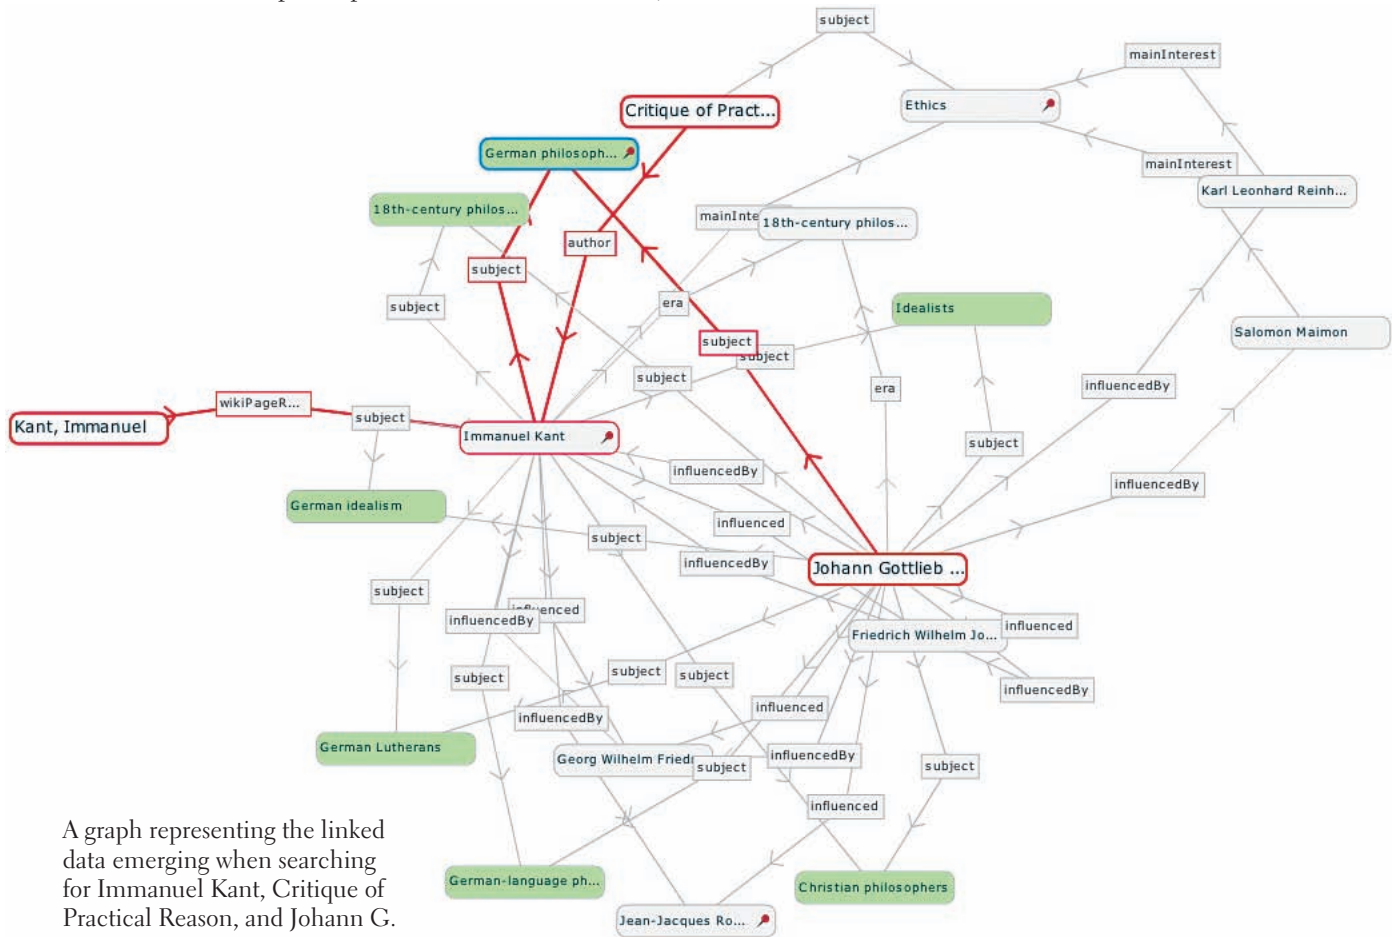 subject
mainInterest
Critique of Pract...
Ethics
German philosoph...
mainInterest
Karl Leonhard Reinh...
18th-century philos...
mainInte
18th-century philos...
author
subject
subject
era
Idealists
Salomon Maimon
subject
subject
subject
era
influencedBy
wikiPageR...
Kant, Immanuel
subject
Immanuel Kant
subject
influencedBy
influencedBy
German idealism
influenced
subject
influencedBy
Johann Gottlieb ...
subject
influenced
influencedBy
influenced
Friedrich Wilhelm Jo...
subject
subject
subject
influencedBy
influenced
influencedBy
German Lutherans
Georg Wilhelm Friedr
subject
influencedBy
subject
influenced
German-language ph...
Christian philosophers
Jean-Jacques Ro...
A graph representing the linked
data emerging when searching
for Immanuel Kant, Critique of
Practical Reason, and Johann G.